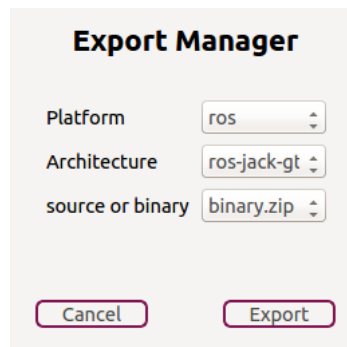 Export Manager
Platform ros
Architecture ros-jack-gt
source or binary binary.zip
Cancel Export